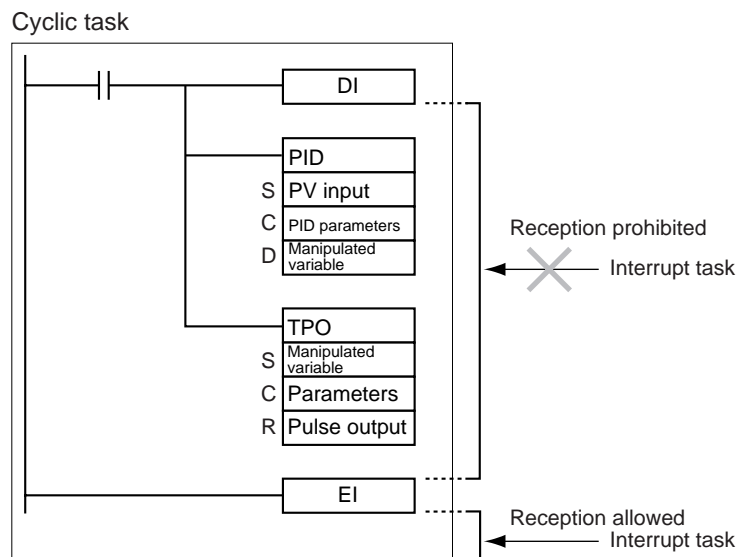 Cyclic task
DI
PID
S PV input
C PID parameters
D Manipulated
variable
Reception prohibited
Interrupt task
TPO
S Manipulated
variable
C Parameters
R Pulse output
EI
Reception allowed
Interrupt task